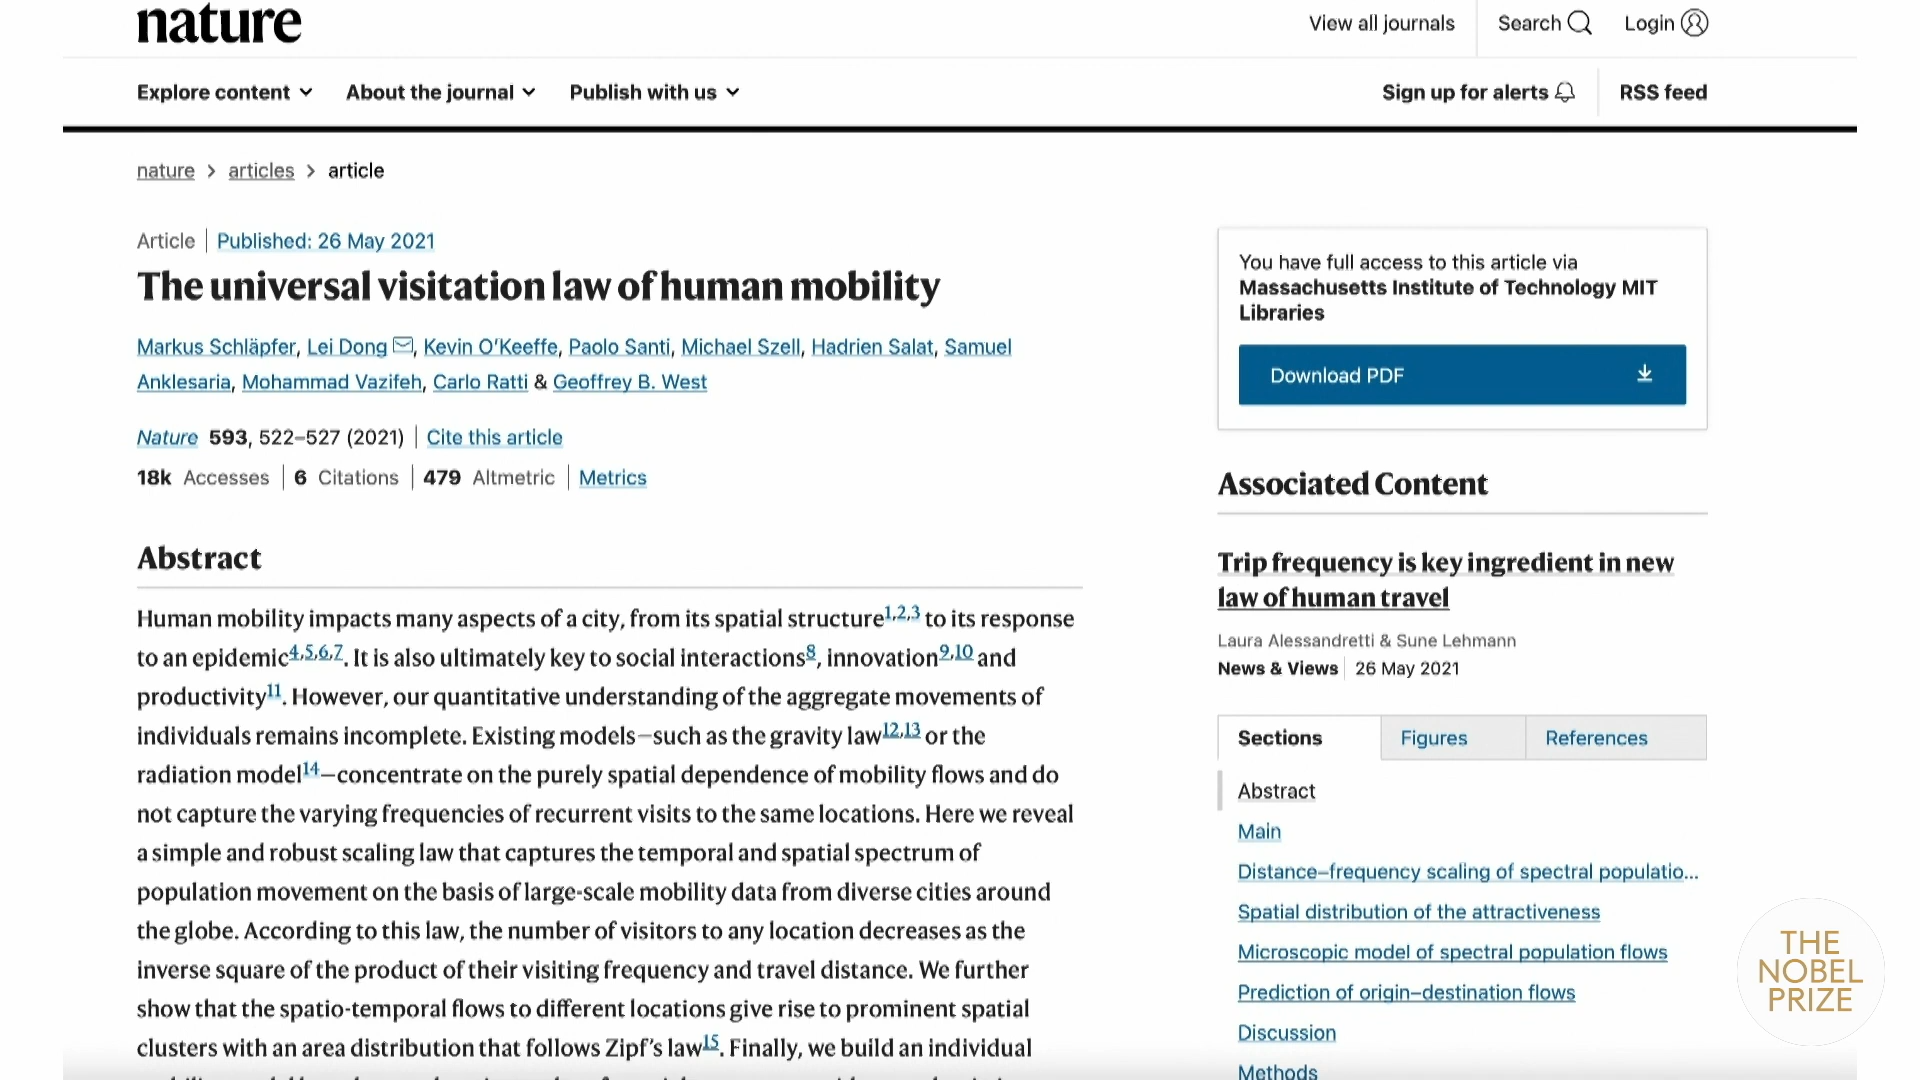 nature
View all journals
Search
Login
Explore content
About the journal
Publish with us
Sign up for alerts
RSS feed
nature > articles > article
Article | Published: 26 May 2021
The universal visitation law of human mobility
Markus Schläpfer, Lei Dong, Kevin O'Keeffe, Paolo Santi, Michael Szell, Hadrien Salat, Samuel
Anklesaria, Mohammad Vazifeh, Carlo Ratti & Geoffrey B. West
Nature 593, 522–527 (2021) | Cite this article
18k Accesses | 6 Citations | 479 Altmetric | Metrics
Abstract
Human mobility impacts many aspects of a city, from its spatial structure1,2,3 to its response
to an epidemic4,5,6,7. It is also ultimately key to social interactions8, innovation9,10 and
productivity11. However, our quantitative understanding of the aggregate movements of
individuals remains incomplete. Existing models—such as the gravity law12,13 or the
radiation model14—concentrate on the purely spatial dependence of mobility flows and do
not capture the varying frequencies of recurrent visits to the same locations. Here we reveal
a simple and robust scaling law that captures the temporal and spatial spectrum of
population movement on the basis of large-scale mobility data from diverse cities around
the globe. According to this law, the number of visitors to any location decreases as the
inverse square of the product of their visiting frequency and travel distance. We further
show that the spatio-temporal flows to different locations give rise to prominent spatial
clusters with an area distribution that follows Zipf's law15. Finally, we build an individual
You have full access to this article via
Massachusetts Institute of Technology MIT
Libraries
Download PDF
Associated Content
Trip frequency is key ingredient in new
law of human travel
Laura Alessandretti & Sune Lehmann
News & Views | 26 May 2021
Sections
Figures
References
Abstract
Main
Distance–frequency scaling of spectral populatio...
Spatial distribution of the attractiveness
Microscopic model of spectral population flows
Prediction of origin–destination flows
Discussion
Methods
THE
NOBEL
PRIZE